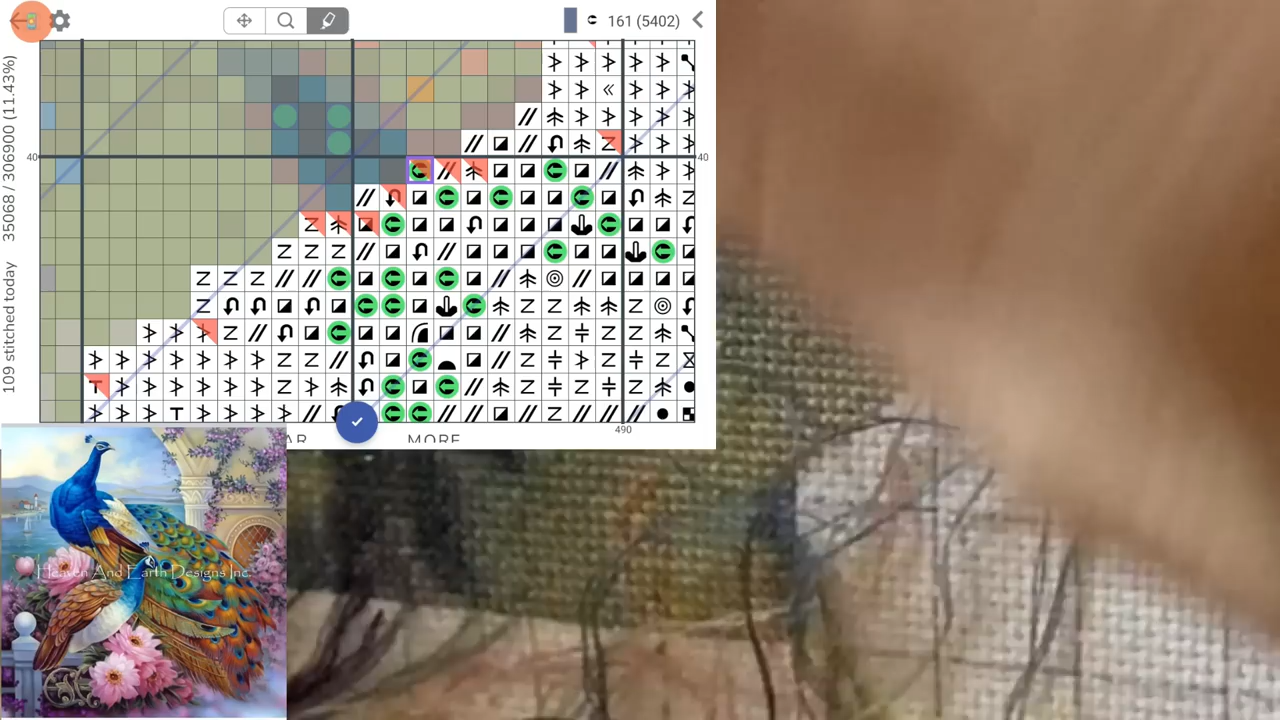 161 (5402)
109 stitched today 35068 / 306900 (11.43%)
40
40
490
MORE
Heaven And Earth Designs Inc.